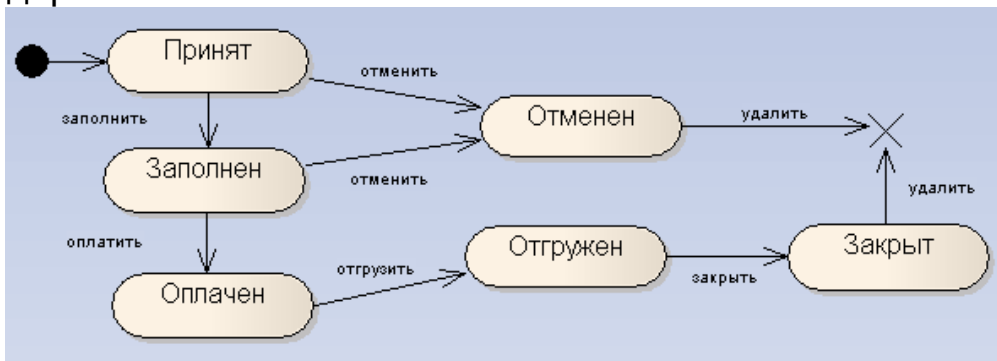 Принят
отменить
заполнить
Отменен
удалить
Заполнен
отменить
удалить
оплатить
Отгружен
Закрыт
отгрузить
закрыть
Оплачен